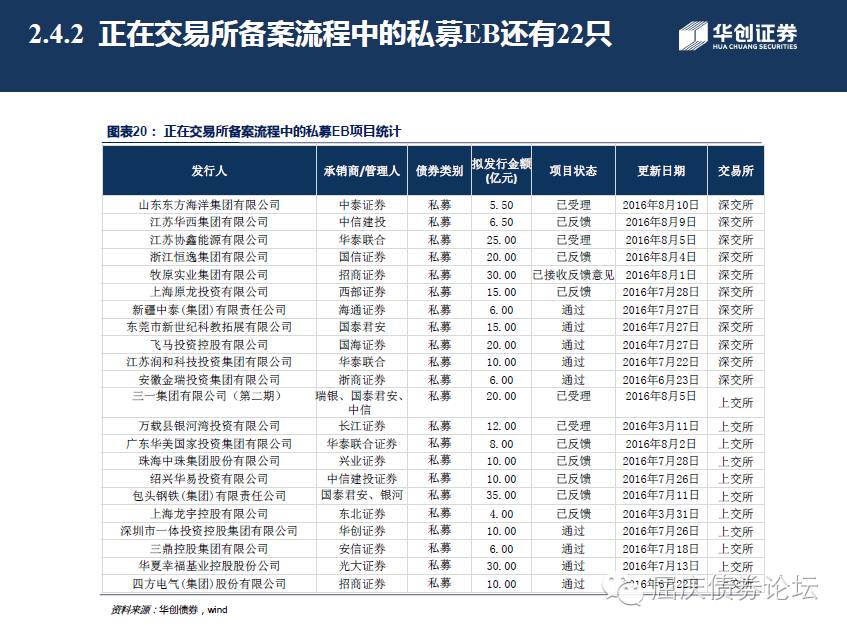 2.4.2 正在交易所备案流程中的私募EB还有22只
华创证券
HUA CHUANG SECURITIES
图表20: 正在交易所备案流程中的私募EB项目统计
发行人 承销商/管理人 债券类别 拟发行金额(亿元) 项目状态 更新日期 交易所
山东东方海洋集团有限公司 中泰证券 私募 5.50 已受理 2016年8月10日 深交所
江苏华西集团有限公司 中信建投 私募 6.50 已反馈 2016年8月9日 深交所
江苏协鑫能源有限公司 华泰联合 私募 25.00 已受理 2016年8月5日 深交所
浙江恒逸集团有限公司 国信证券 私募 20.00 已反馈 2016年8月4日 深交所
牧原实业集团有限公司 招商证券 私募 30.00 已接收反馈意见 2016年8月1日 深交所
上海原龙投资有限公司 西部证券 私募 15.00 已反馈 2016年7月28日 深交所
新疆中泰(集团)有限责任公司 海通证券 私募 6.00 通过 2016年7月27日 深交所
东莞市新世纪科教拓展有限公司 国泰君安 私募 15.00 通过 2016年7月27日 深交所
飞马投资控股有限公司 国海证券 私募 20.00 通过 2016年7月27日 深交所
江苏润和科技投资集团有限公司 华泰联合 私募 10.00 通过 2016年7月22日 深交所
安徽金瑞投资集团有限公司 浙商证券 私募 6.00 通过 2016年6月23日 深交所
三一集团有限公司（第二期） 瑞银、国泰君安、中信 私募 20.00 已受理 2016年8月5日 上交所
万载县银河湾投资有限公司 长江证券 私募 12.00 已受理 2016年3月11日 上交所
广东华美国家投资集团有限公司 华泰联合证券 私募 8.00 已反馈 2016年8月2日 上交所
珠海中珠集团股份有限公司 兴业证券 私募 10.00 已反馈 2016年7月28日 上交所
绍兴华易投资有限公司 中信建投证券 私募 10.00 已反馈 2016年7月26日 上交所
包头钢铁(集团)有限责任公司 国泰君安、银河 私募 35.00 已反馈 2016年7月11日 上交所
上海龙宇控股有限公司 东北证券 私募 4.00 已反馈 2016年3月31日 上交所
深圳市一体投资控股集团有限公司 华创证券 私募 10.00 通过 2016年7月26日 上交所
三鼎控股集团有限公司 安信证券 私募 6.00 通过 2016年7月18日 上交所
华夏幸福基业控股股份公司 光大证券 私募 30.00 通过 2016年7月13日 上交所
四方电气(集团)股份有限公司 招商证券 私募 10.00 通过 2016年6月22日 上交所
屈庆债券论坛
资料来源：华创债券，wind